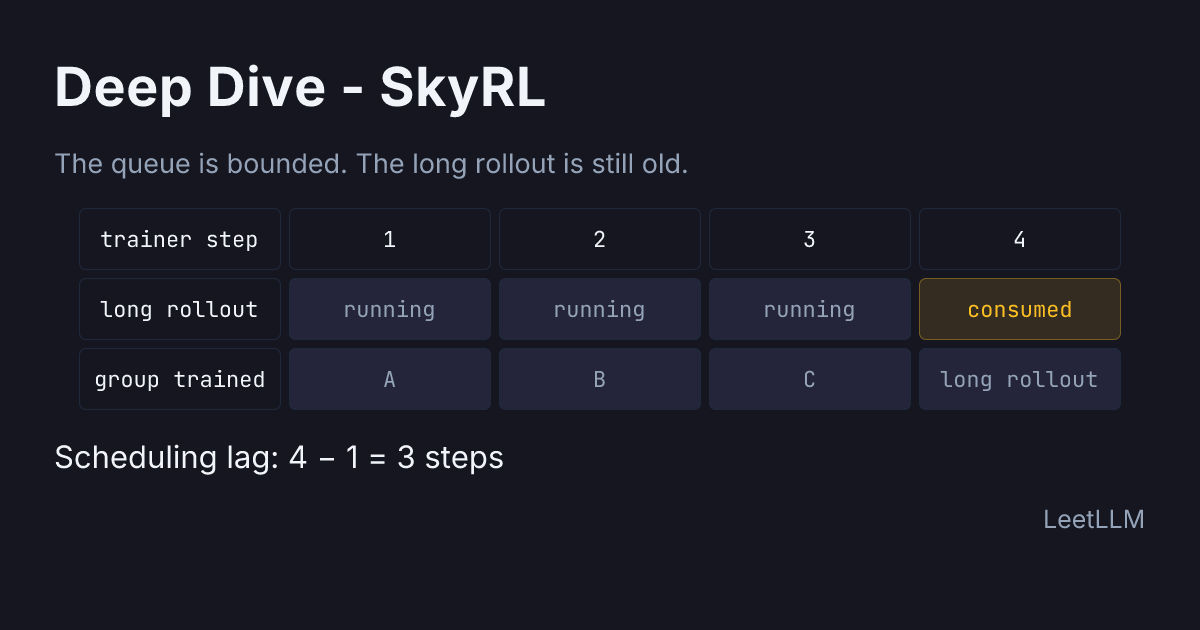 Deep Dive - SkyRL
The queue is bounded. The long rollout is still old.
trainer step 1 2 3 4
long rollout running running running consumed
group trained A B C long rollout
Scheduling lag: 4 − 1 = 3 steps
LeetLLM